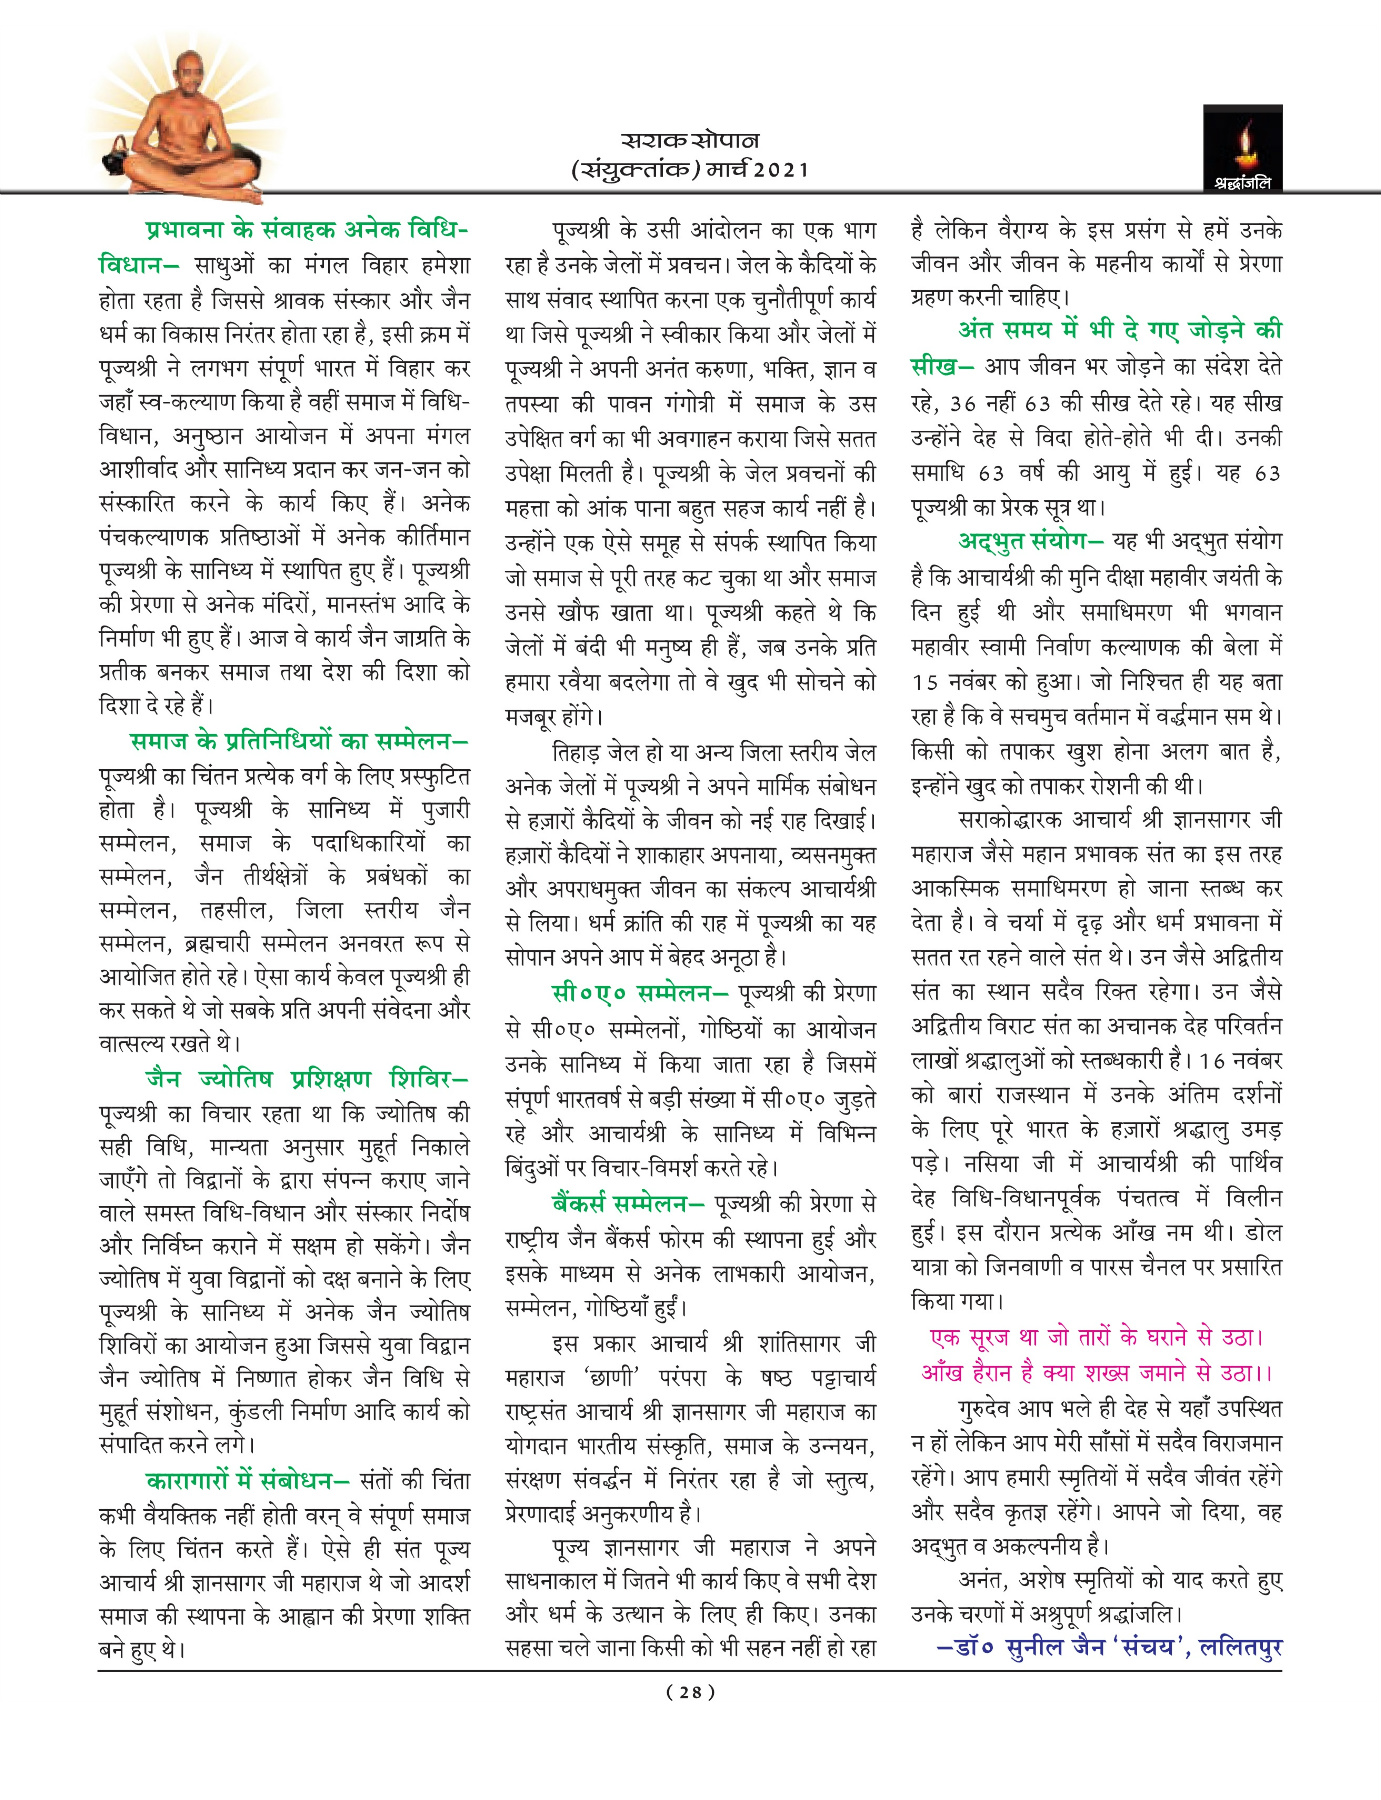 सराक सोपान
(संयुक्तांक) मार्च 2021
श्रद्धांजलि
प्रभावना के संवाहक अनेक विधि-
विधान– साधुओं का मंगल विहार हमेशा
होता रहता है जिससे श्रावक संस्कार और जैन
धर्म का विकास निरंतर होता रहा है, इसी क्रम में
पूज्यश्री ने लगभग संपूर्ण भारत में विहार कर
जहाँ स्व-कल्याण किया है वहीं समाज में विधि-
विधान, अनुष्ठान आयोजन में अपना मंगल
आशीर्वाद और सानिध्य प्रदान कर जन-जन को
संस्कारित करने के कार्य किए हैं। अनेक
पंचकल्याणक प्रतिष्ठाओं में अनेक कीर्तिमान
पूज्यश्री के सानिध्य में स्थापित हुए हैं। पूज्यश्री
की प्रेरणा से अनेक मंदिरों, मानस्तंभ आदि के
निर्माण भी हुए हैं। आज वे कार्य जैन जाग्रति के
प्रतीक बनकर समाज तथा देश की दिशा को
दिशा दे रहे हैं।
समाज के प्रतिनिधियों का सम्मेलन–
पूज्यश्री का चिंतन प्रत्येक वर्ग के लिए प्रस्फुटित
होता है। पूज्यश्री के सानिध्य में पुजारी
सम्मेलन, समाज के पदाधिकारियों का
सम्मेलन, जैन तीर्थक्षेत्रों के प्रबंधकों का
सम्मेलन, तहसील, जिला स्तरीय जैन
सम्मेलन, ब्रह्मचारी सम्मेलन अनवरत रूप से
आयोजित होते रहे। ऐसा कार्य केवल पूज्यश्री ही
कर सकते थे जो सबके प्रति अपनी संवेदना और
वात्सल्य रखते थे।
जैन ज्योतिष प्रशिक्षण शिविर–
पूज्यश्री का विचार रहता था कि ज्योतिष की
सही विधि, मान्यता अनुसार मुहूर्त निकाले
जाएँगे तो विद्वानों के द्वारा संपन्न कराए जाने
वाले समस्त विधि-विधान और संस्कार निर्दोष
और निर्विघ्न कराने में सक्षम हो सकेंगे। जैन
ज्योतिष में युवा विद्वानों को दक्ष बनाने के लिए
पूज्यश्री के सानिध्य में अनेक जैन ज्योतिष
शिविरों का आयोजन हुआ जिससे युवा विद्वान
जैन ज्योतिष में निष्णात होकर जैन विधि से
मुहूर्त संशोधन, कुंडली निर्माण आदि कार्य को
संपादित करने लगे।
कारागारों में संबोधन– संतों की चिंता
कभी वैयक्तिक नहीं होती वरन् वे संपूर्ण समाज
के लिए चिंतन करते हैं। ऐसे ही संत पूज्य
आचार्य श्री ज्ञानसागर जी महाराज थे जो आदर्श
समाज की स्थापना के आह्वान की प्रेरणा शक्ति
बने हुए थे।
पूज्यश्री के उसी आंदोलन का एक भाग
रहा है उनके जेलों में प्रवचन। जेल के कैदियों के
साथ संवाद स्थापित करना एक चुनौतीपूर्ण कार्य
था जिसे पूज्यश्री ने स्वीकार किया और जेलों में
पूज्यश्री ने अपनी अनंत करुणा, भक्ति, ज्ञान व
तपस्या की पावन गंगोत्री में समाज के उस
उपेक्षित वर्ग का भी अवगाहन कराया जिसे सतत
उपेक्षा मिलती है। पूज्यश्री के जेल प्रवचनों की
महत्ता को आंक पाना बहुत सहज कार्य नहीं है।
उन्होंने एक ऐसे समूह से संपर्क स्थापित किया
जो समाज से पूरी तरह कट चुका था और समाज
उनसे खौफ खाता था। पूज्यश्री कहते थे कि
जेलों में बंदी भी मनुष्य ही हैं, जब उनके प्रति
हमारा रवैया बदलेगा तो वे खुद भी सोचने को
मजबूर होंगे।
तिहाड़ जेल हो या अन्य जिला स्तरीय जेल
अनेक जेलों में पूज्यश्री ने अपने मार्मिक संबोधन
से हज़ारों कैदियों के जीवन को नई राह दिखाई।
हज़ारों कैदियों ने शाकाहार अपनाया, व्यसनमुक्त
और अपराधमुक्त जीवन का संकल्प आचार्यश्री
से लिया। धर्म क्रांति की राह में पूज्यश्री का यह
सोपान अपने आप में बेहद अनूठा है।
सी०ए० सम्मेलन– पूज्यश्री की प्रेरणा
से सी०ए० सम्मेलनों, गोष्ठियों का आयोजन
उनके सानिध्य में किया जाता रहा है जिसमें
संपूर्ण भारतवर्ष से बड़ी संख्या में सी०ए० जुड़ते
रहे और आचार्यश्री के सानिध्य में विभिन्न
बिंदुओं पर विचार-विमर्श करते रहे।
बैंकर्स सम्मेलन– पूज्यश्री की प्रेरणा से
राष्ट्रीय जैन बैंकर्स फोरम की स्थापना हुई और
इसके माध्यम से अनेक लाभकारी आयोजन,
सम्मेलन, गोष्ठियाँ हुईं।
इस प्रकार आचार्य श्री शांतिसागर जी
महाराज ‘छाणी’ परंपरा के षष्ठ पट्टाचार्य
राष्ट्रसंत आचार्य श्री ज्ञानसागर जी महाराज का
योगदान भारतीय संस्कृति, समाज के उन्नयन,
संरक्षण संवर्द्धन में निरंतर रहा है जो स्तुत्य,
प्रेरणादाई अनुकरणीय है।
पूज्य ज्ञानसागर जी महाराज ने अपने
साधनाकाल में जितने भी कार्य किए वे सभी देश
और धर्म के उत्थान के लिए ही किए। उनका
सहसा चले जाना किसी को भी सहन नहीं हो रहा
है लेकिन वैराग्य के इस प्रसंग से हमें उनके
जीवन और जीवन के महनीय कार्यों से प्रेरणा
ग्रहण करनी चाहिए।
अंत समय में भी दे गए जोड़ने की
सीख– आप जीवन भर जोड़ने का संदेश देते
रहे, 36 नहीं 63 की सीख देते रहे। यह सीख
उन्होंने देह से विदा होते-होते भी दी। उनकी
समाधि 63 वर्ष की आयु में हुई। यह 63
पूज्यश्री का प्रेरक सूत्र था।
अद्भुत संयोग– यह भी अद्भुत संयोग
है कि आचार्यश्री की मुनि दीक्षा महावीर जयंती के
दिन हुई थी और समाधिमरण भी भगवान
महावीर स्वामी निर्वाण कल्याणक की बेला में
15 नवंबर को हुआ। जो निश्चित ही यह बता
रहा है कि वे सचमुच वर्तमान में वर्द्धमान सम थे।
किसी को तपाकर खुश होना अलग बात है,
इन्होंने खुद को तपाकर रोशनी की थी।
सराकोद्धारक आचार्य श्री ज्ञानसागर जी
महाराज जैसे महान प्रभावक संत का इस तरह
आकस्मिक समाधिमरण हो जाना स्तब्ध कर
देता है। वे चर्या में दृढ़ और धर्म प्रभावना में
सतत रत रहने वाले संत थे। उन जैसे अद्वितीय
संत का स्थान सदैव रिक्त रहेगा। उन जैसे
अद्वितीय विराट संत का अचानक देह परिवर्तन
लाखों श्रद्धालुओं को स्तब्धकारी है। 16 नवंबर
को बारां राजस्थान में उनके अंतिम दर्शनों
के लिए पूरे भारत के हज़ारों श्रद्धालु उमड़
पड़े। नसिया जी में आचार्यश्री की पार्थिव
देह विधि-विधानपूर्वक पंचतत्व में विलीन
हुई। इस दौरान प्रत्येक आँख नम थी। डोल
यात्रा को जिनवाणी व पारस चैनल पर प्रसारित
किया गया।
एक सूरज था जो तारों के घराने से उठा।
आँख हैरान है क्या शख्स जमाने से उठा।।
गुरुदेव आप भले ही देह से यहाँ उपस्थित
न हों लेकिन आप मेरी साँसों में सदैव विराजमान
रहेंगे। आप हमारी स्मृतियों में सदैव जीवंत रहेंगे
और सदैव कृतज्ञ रहेंगे। आपने जो दिया, वह
अद्भुत व अकल्पनीय है।
अनंत, अशेष स्मृतियों को याद करते हुए
उनके चरणों में अश्रुपूर्ण श्रद्धांजलि।
–डॉ० सुनील जैन ‘संचय’, ललितपुर
( 28 )